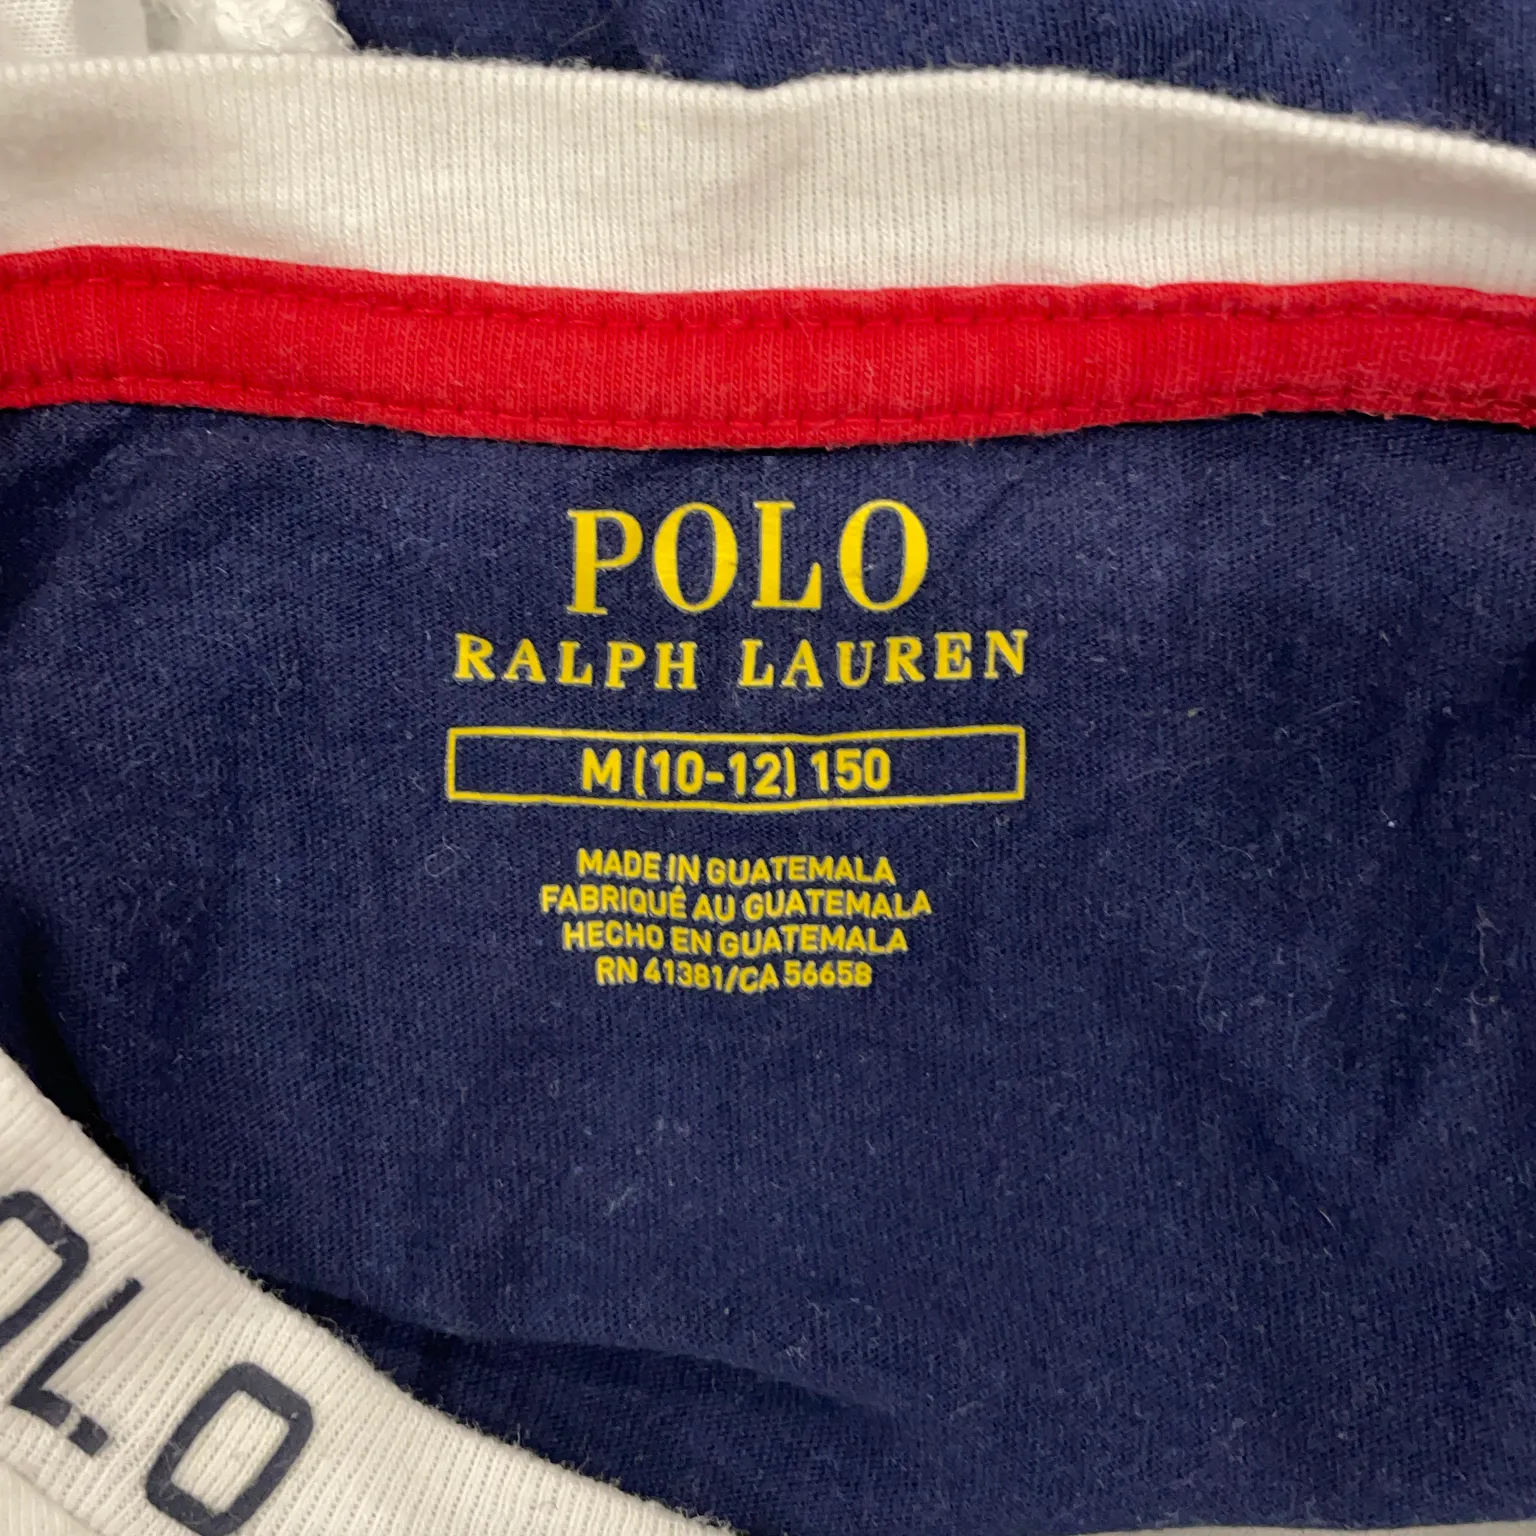 POLO
RALPH LAUREN
M (10-12) 150
MADE IN GUATEMALA
FABRIQUÉ AU GUATEMALA
HECHO EN GUATEMALA
RN 41381/CA 56658
OLO